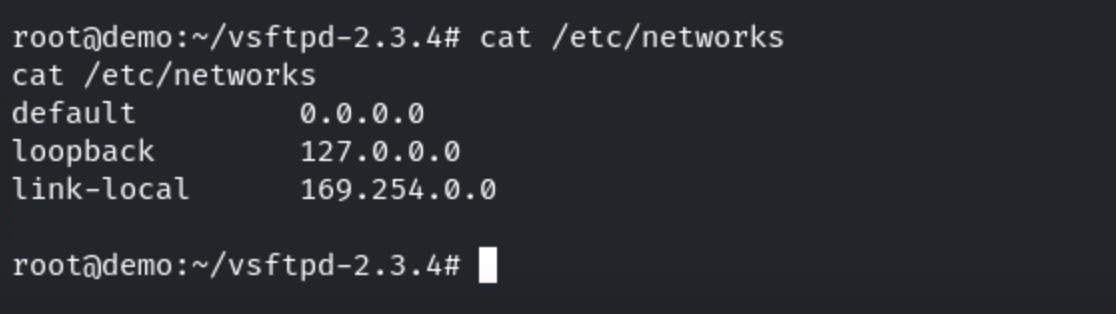 root@demo:~/vsftpd-2.3.4# cat /etc/networks
cat /etc/networks
default 0.0.0.0
loopback 127.0.0.0
link-local 169.254.0.0
root@demo:~/vsftpd-2.3.4#